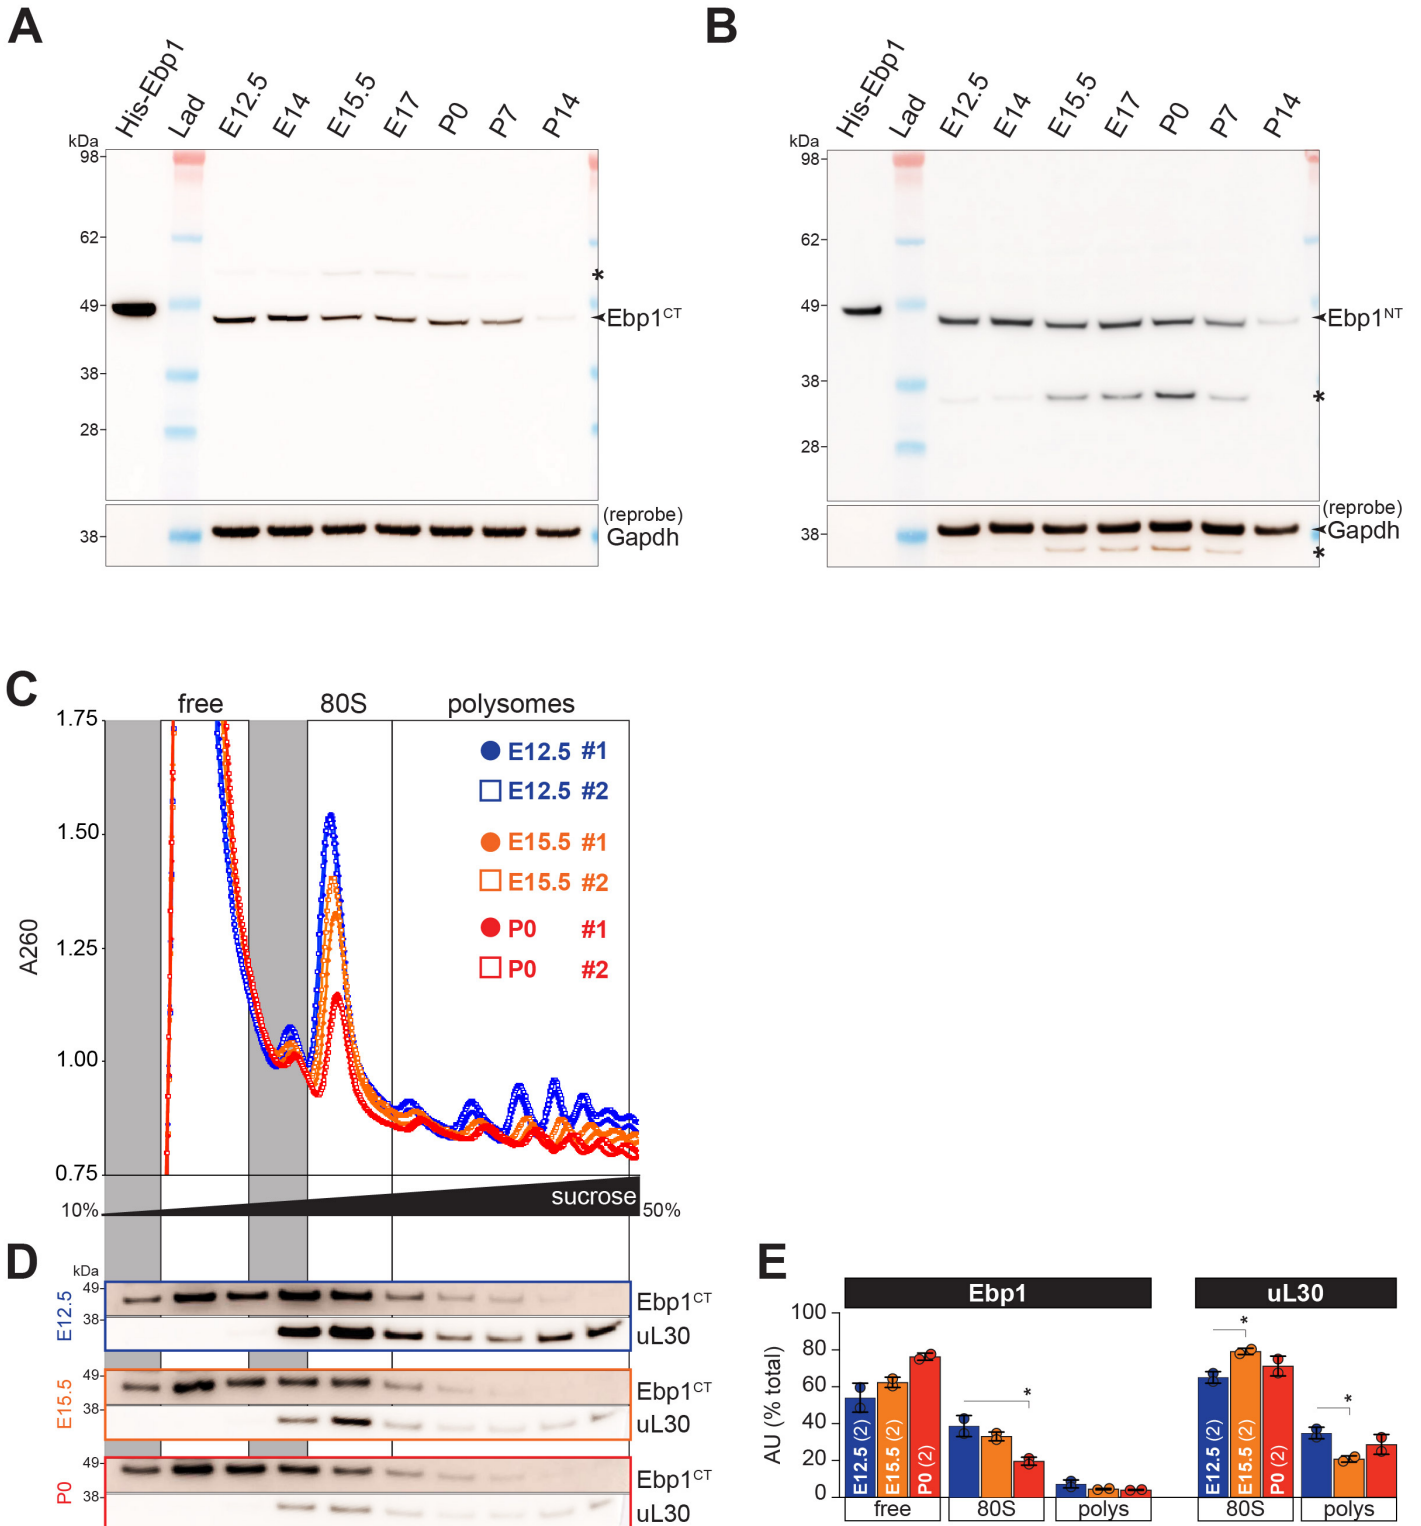 A
His-Ebp1
Lad
E12.5
E14
E15.5
E17
P0
P7
P14
kDa
98
62
49
38
28
*
Ebp1CT
38
(reprobe)
Gapdh
B
His-Ebp1
Lad
E12.5
E14
E15.5
E17
P0
P7
P14
kDa
98
62
49
38
28
Ebp1NT
*
38
(reprobe)
Gapdh
*
C
free
80S
polysomes
1.75
1.50
1.25
1.00
0.75
A260
E12.5 #1
E12.5 #2
E15.5 #1
E15.5 #2
P0 #1
P0 #2
10%
sucrose
50%
D
kDa
E12.5
49
38
Ebp1CT
uL30
E15.5
49
38
Ebp1CT
uL30
P0
49
38
Ebp1CT
uL30
E
Ebp1
uL30
AU (% total)
100
80
60
40
20
0
*
*
*
E12.5 (2)
E15.5 (2)
P0 (2)
E12.5 (2)
E15.5 (2)
P0 (2)
free
80S
polys
80S
polys